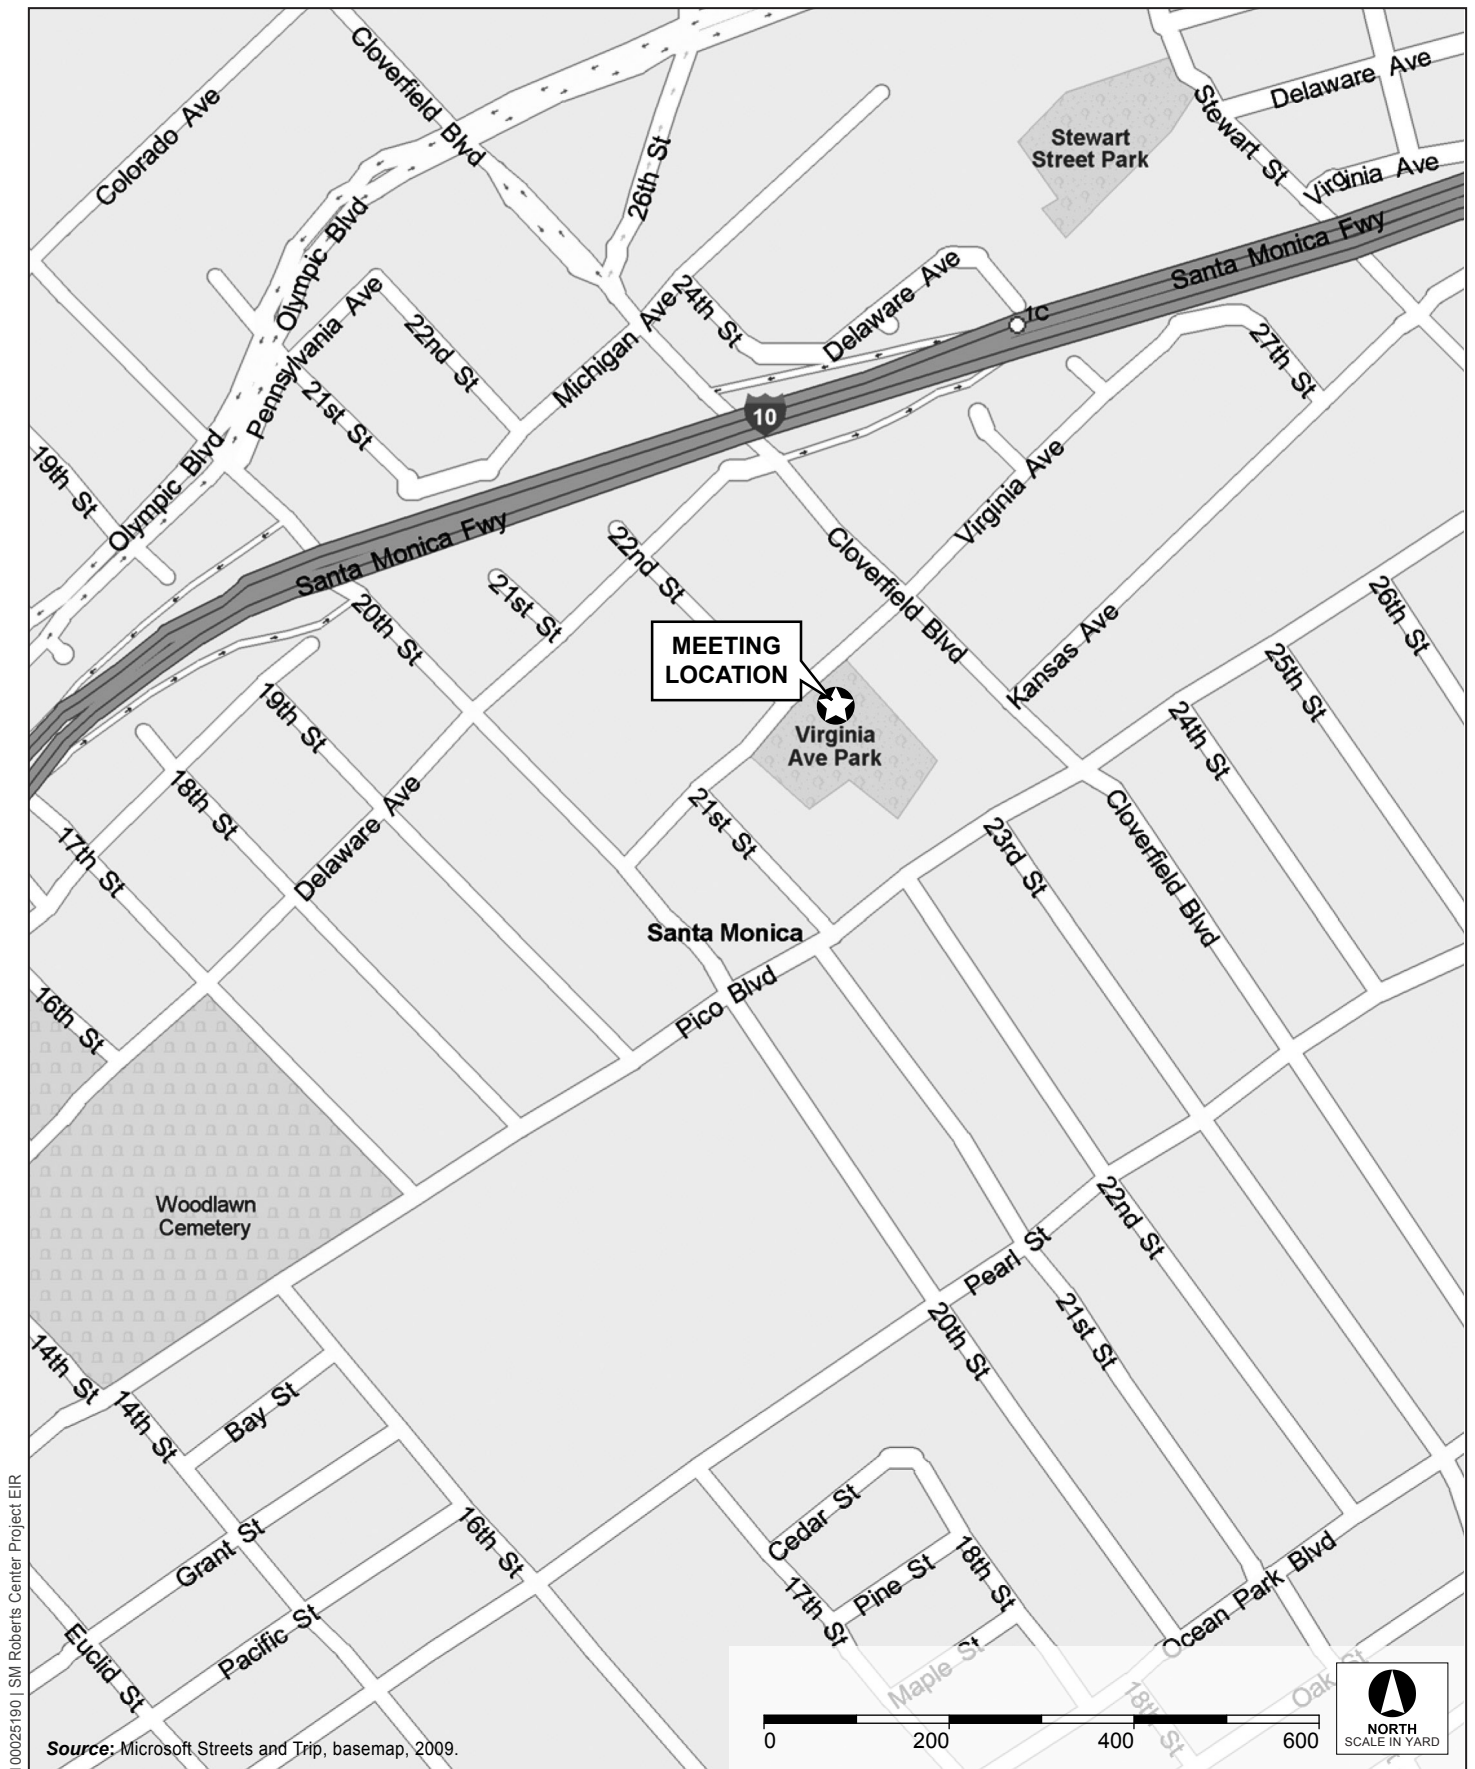 Cloverfield Blvd
Colorado Ave
26th St
Stewart
Street Park
Stewart St
Delaware Ave
Virginia Ave
Santa Monica Fwy
Olympic Blvd
Pennsylvania Ave
22nd St
21st St
Michigan Ave
24th St
Delaware Ave
1C
27th St
10
19th St
Olympic Blvd
Santa Monica Fwy
20th St
21st St
22nd St
Virginia Ave
Cloverfield Blvd
Kansas Ave
26th St
25th St
24th St
MEETING
LOCATION
Virginia
Ave Park
19th St
18th St
17th St
Delaware Ave
21st St
23rd St
Cloverfield Blvd
Santa Monica
Pico Blvd
16th St
Woodlawn
Cemetery
22nd St
Pearl St
21st St
20th St
14th St
14th St
Bay St
Grant St
16th St
Pacific St
Euclid St
Cedar St
Pine St
17th St
18th St
Maple St
Ocean Park Blvd
Oak St
18th St
0 200 400 600
NORTH
SCALE IN YARD
Source: Microsoft Streets and Trip, basemap, 2009.
100025190 | SM Roberts Center Project EIR